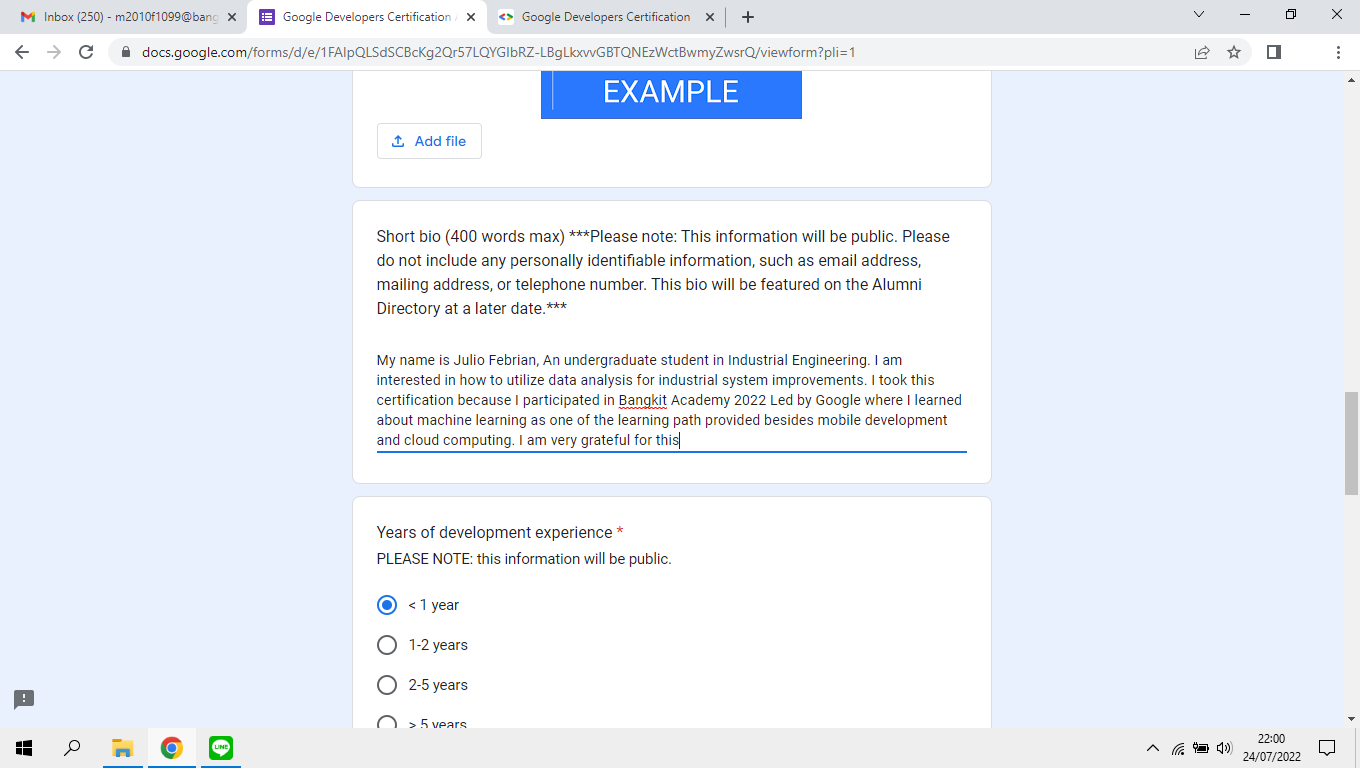 Inbox (250) - m2010f1099@bang
Google Developers Certification
Google Developers Certification
docs.google.com/forms/d/e/1FAIpQLSdSCBcKg2Qr57LQYGIbRZ-LBgLkxvvGBTQNEzWctBwmyZwsrQ/viewform?pli=1
EXAMPLE
Add file
Short bio (400 words max) ***Please note: This information will be public. Please
do not include any personally identifiable information, such as email address,
mailing address, or telephone number. This bio will be featured on the Alumni
Directory at a later date.***
My name is Julio Febrian, An undergraduate student in Industrial Engineering. I am
interested in how to utilize data analysis for industrial system improvements. I took this
certification because I participated in Bangkit Academy 2022 Led by Google where I learned
about machine learning as one of the learning path provided besides mobile development
and cloud computing. I am very grateful for this
Years of development experience *
PLEASE NOTE: this information will be public.
< 1 year
1-2 years
2-5 years
> 5 years
LINE
22:00
24/07/2022